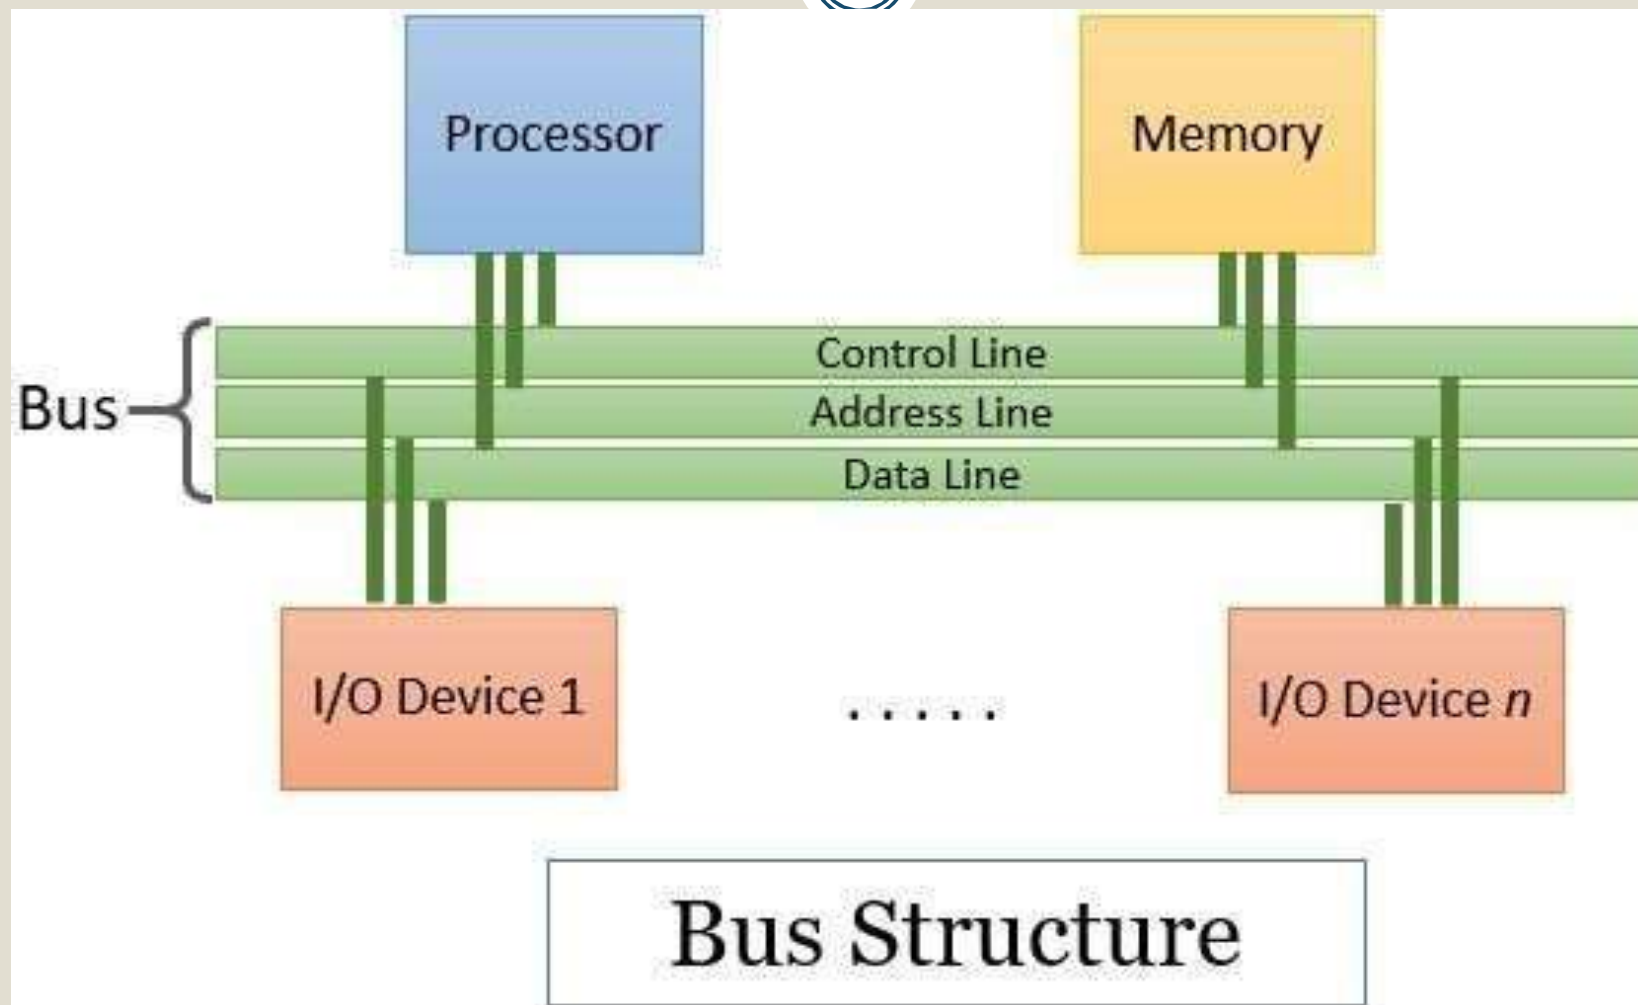 Processor
Memory
Control Line
Bus
Address Line
Data Line
I/O Device 1
. . . . .
I/O Device n
Bus Structure